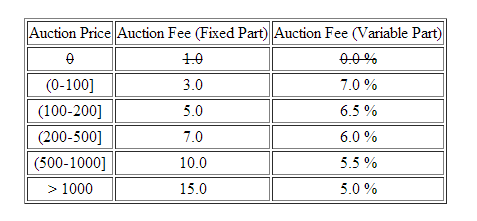 Auction Price Auction Fee (Fixed Part) Auction Fee (Variable Part)
0 1.0 0.0 %
(0-100] 3.0 7.0 %
(100-200] 5.0 6.5 %
(200-500] 7.0 6.0 %
(500-1000] 10.0 5.5 %
> 1000 15.0 5.0 %